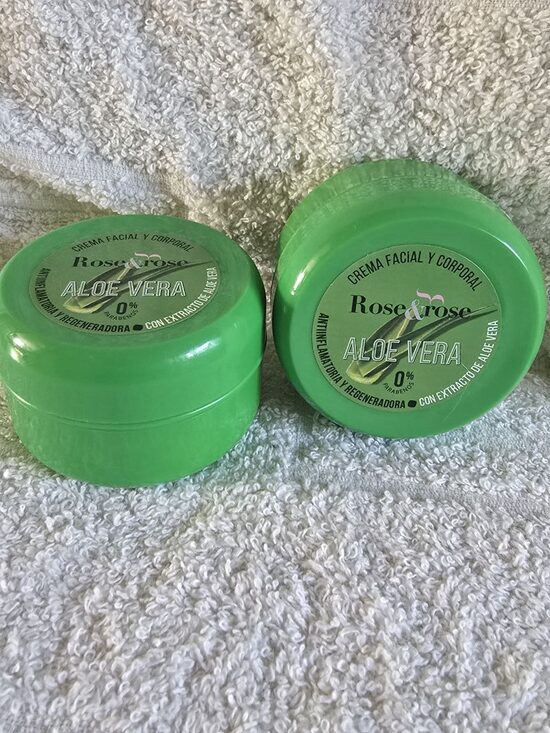 CREMA FACIAL Y CORPORAL
Rose&rose
ALOE VERA
0%
PARABENOS
ANTIINFLAMATORIA Y REGENERADORA ● CON EXTRACTO DE ALOE VERA
CREMA FACIAL Y CORPORAL
Rose&rose
ALOE VERA
0%
PARABENOS
ANTIINFLAMATORIA Y REGENERADORA ● CON EXTRACTO DE ALOE VERA